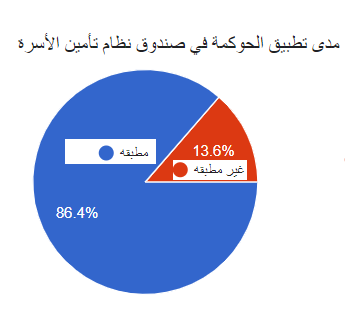 مدى تطبيق الحوكمة في صندوق نظام تأمين الأسرة
مطبقه
13.6%
غير مطبقه
86.4%